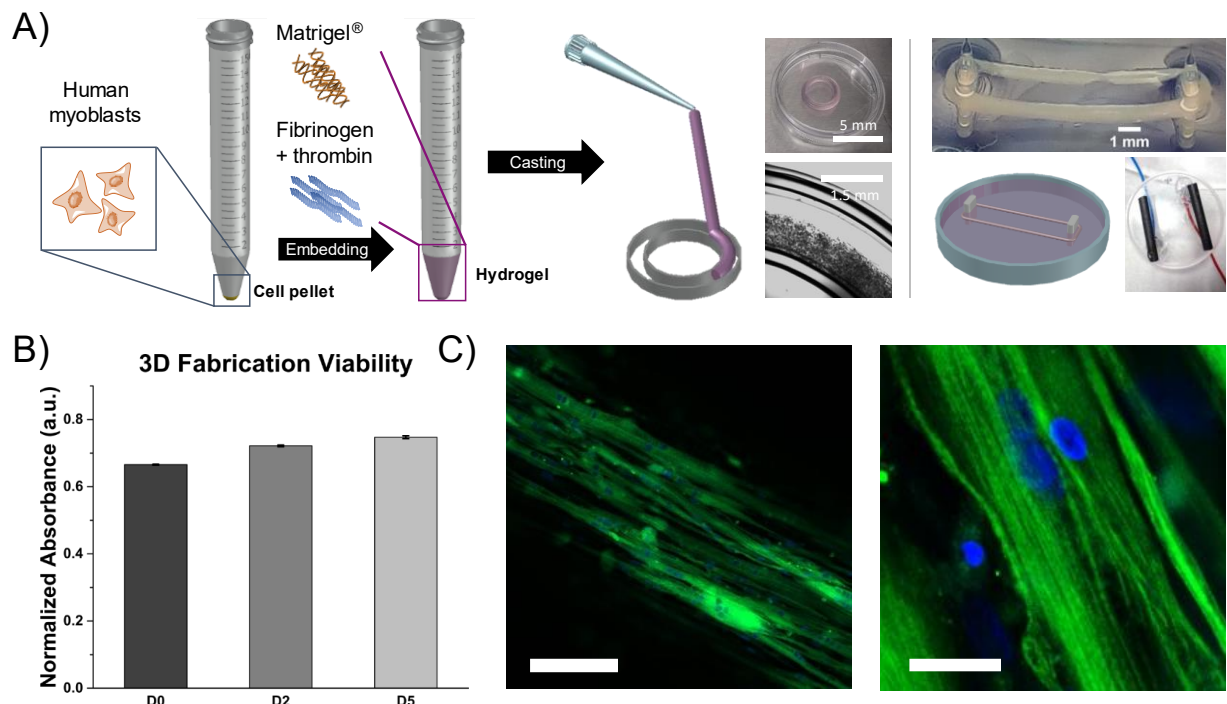 A)
Human
myoblasts
Cell pellet
Matrigel®
Fibrinogen
+ thrombin
Embedding
Hydrogel
Casting
5 mm
1.5 mm
1 mm
B)
3D Fabrication Viability
Normalized Absorbance (a.u.)
0.8
0.6
0.4
0.2
0.0
D0
D2
D5
C)